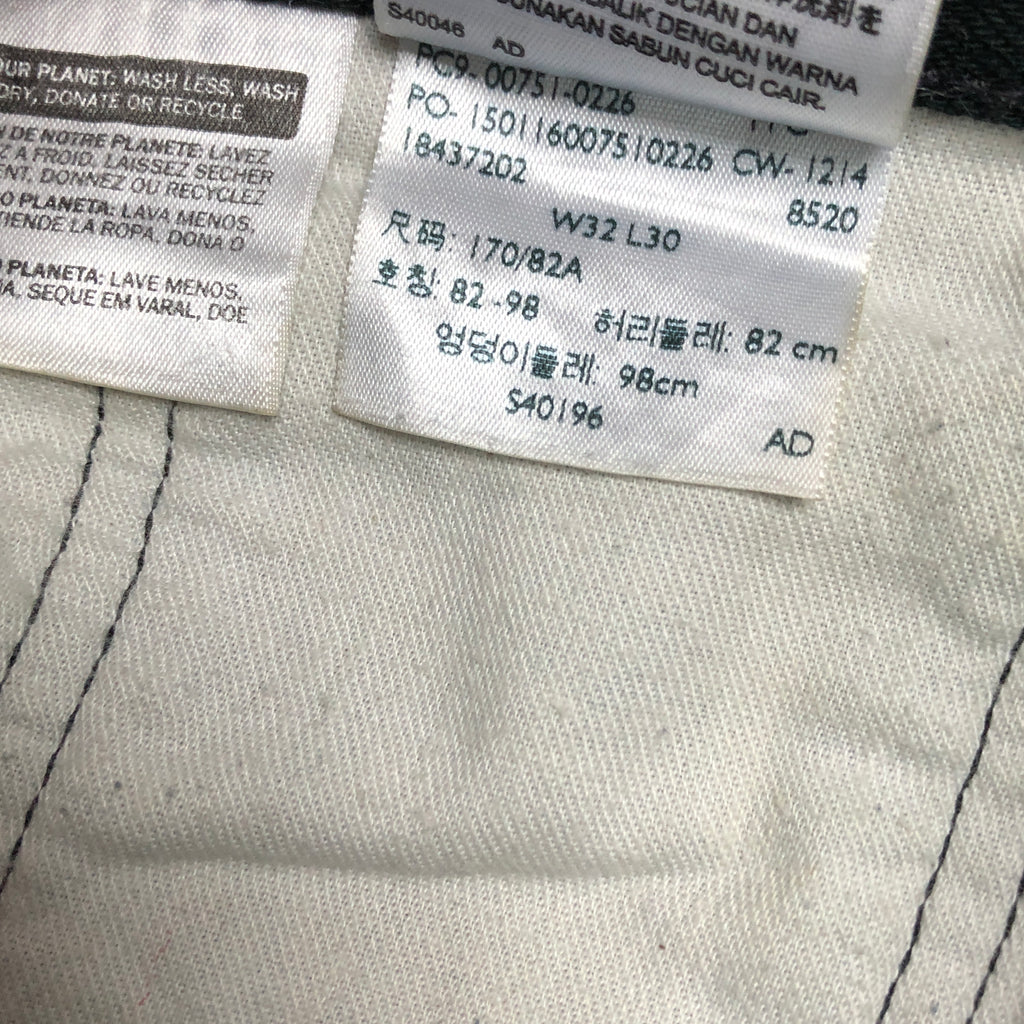 OUR PLANET: WASH LESS, WASH
DRY, DONATE OR RECYCLE
DE NOTRE PLANETE: LAVEZ
À FROID. LAISSEZ SECHER
DONNEZ OU RECYCLEZ
PLANETA: LAVA MENOS,
TIENDE LA ROPA, DONA O
PLANETA: LAVE MENOS,
SEQUE EM VARAL, DOE
CIAN DAN
BALIK DENGAN WARNA
GUNAKAN SABUN CUCI CAIR.
S40046 AD
PC9-00751-0226
PO-150116007510226 CW-1214
18437202 8520
W32 L30
尺码: 170/82A
호칭: 82-98 허리둘레: 82 cm
엉덩이둘레: 98cm
S40196
AD